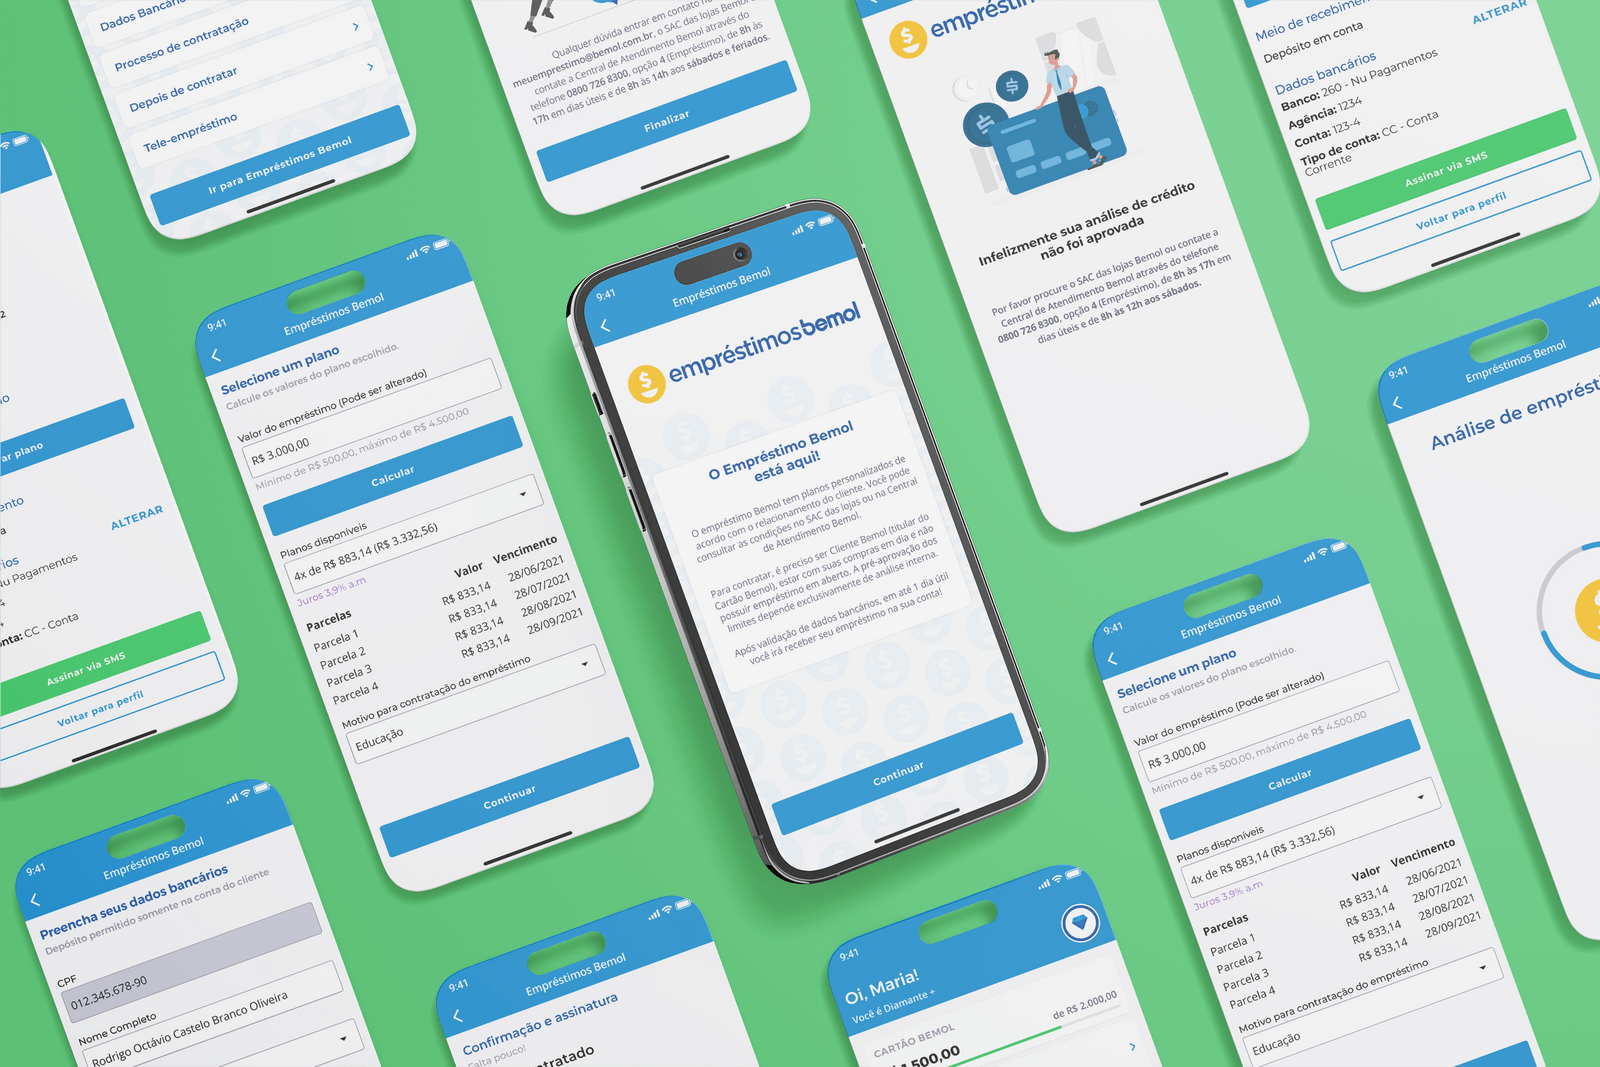 Dados Bancários
Processo de contratação
Depois de contratar
Tele-empréstimo
Ir para Empréstimos Bemol
Qualquer dúvida entrar em contato
meuemprestimo@bemol.com.br, o SAC das lojas Bemol
contate a Central de Atendimento Bemol através do
telefone 0800 726 8300, opção 4 (Empréstimo), de 8h às
17h em dias úteis e de 8h às 14h aos sábados e feriados.
Finalizar
Infelizmente sua análise de crédito
não foi aprovada
Por favor procure o SAC das lojas Bemol ou contate a
Central de Atendimento Bemol através do telefone
0800 726 8300, opção 4 (Empréstimo), de 8h às 17h em
dias úteis e de 8h às 12h aos sábados.
Meio de recebimen
ALTERAR
Depósito em conta
Dados bancários
Banco: 260 - Nu Pagamentos
Agência: 1234
Conta: 123-4
Tipo de conta: CC - Conta
Corrente
Assinar via SMS
Voltar para perfil
ar plano
ento
ALTERAR
rios
Nu Pagamentos
nta: CC - Conta
Assinar via SMS
Voltar para perfil
9:41
Empréstimos Bemol
Selecione um plano
Calcule os valores do plano escolhido.
Valor do empréstimo (Pode ser alterado)
R$ 3.000,00
Mínimo de R$ 500,00, máximo de R$ 4.500,00
Calcular
Planos disponíveis
4x de R$ 883,14 (R$ 3.332,56)
Juros 3,9% a.m
Parcelas Valor Vencimento
Parcela 1 R$ 833,14 28/06/2021
Parcela 2 R$ 833,14 28/07/2021
Parcela 3 R$ 833,14 28/08/2021
Parcela 4 R$ 833,14 28/09/2021
Motivo para contratação do empréstimo
Educação
Continuar
9:41
Empréstimos Bemol
empréstimosbemol
O Empréstimo Bemol
está aqui!
O empréstimo Bemol tem planos personalizados de
acordo com o relacionamento do cliente. Você pode
consultar as condições no SAC das lojas ou na Central
de Atendimento Bemol.
Para contratar, é preciso ser Cliente Bemol (titular do
Cartão Bemol), estar com suas compras em dia e não
possuir empréstimo em aberto. A pré-aprovação dos
limites depende exclusivamente de análise interna.
Após validação de dados bancários, em até 1 dia útil
você irá receber seu empréstimo na sua conta!
Continuar
9:41
Empréstimos Bemol
Análise de emprésti
9:41
Empréstimos Bemol
Selecione um plano
Calcule os valores do plano escolhido.
Valor do empréstimo (Pode ser alterado)
R$ 3.000,00
Mínimo de R$ 500,00, máximo de R$ 4.500,00
Calcular
Planos disponíveis
4x de R$ 883,14 (R$ 3.332,56)
Juros 3,9% a.m
Parcelas Valor Vencimento
Parcela 1 R$ 833,14 28/06/2021
Parcela 2 R$ 833,14 28/07/2021
Parcela 3 R$ 833,14 28/08/2021
Parcela 4 R$ 833,14 28/09/2021
Motivo para contratação do empréstimo
Educação
9:41
Empréstimos Bemol
Preencha seus dados bancários
Depósito permitido somente na conta do cliente
CPF
012.345.678-90
Nome Completo
Rodrigo Octávio Castelo Branco Oliveira
9:41
Empréstimos Bemol
Confirmação e assinatura
Falta pouco!
ntratado
9:41
Oi, Maria!
Você é Diamante +
CARTÃO BEMOL
de R$ 2.000,00
1.500,00